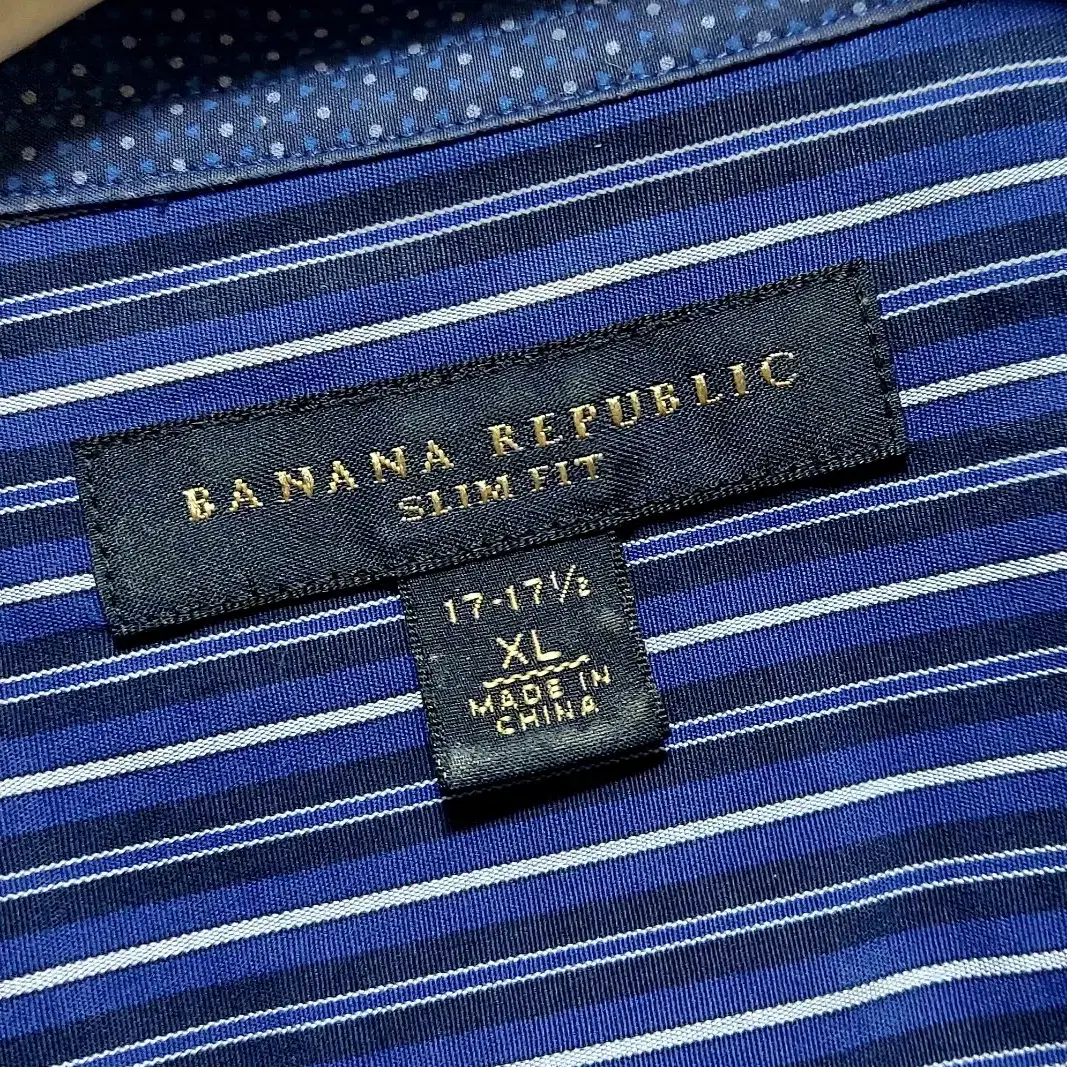 BANANA REPUBLIC
SLIM FIT
17-17½
XL
MADE IN
CHINA